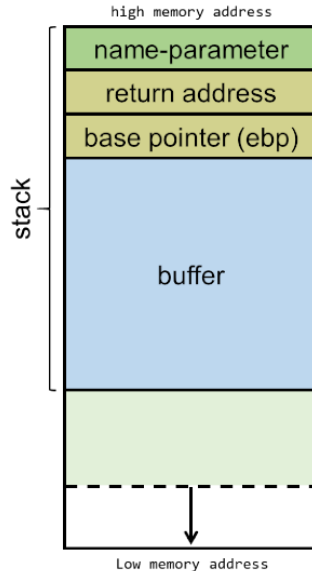 high memory address
name-parameter
return address
base pointer (ebp)
stack
buffer
Low memory address